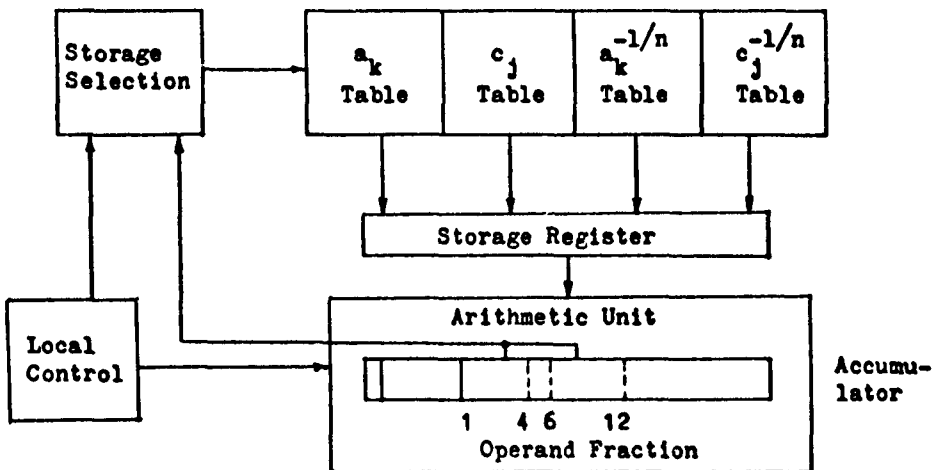 Storage
Selection
a_k
Table
c_j
Table
a_k^-1/n
Table
c_j^-1/n
Table
Storage Register
Arithmetic Unit
Local
Control
1 4 6 12
Operand Fraction
Accumu-
lator